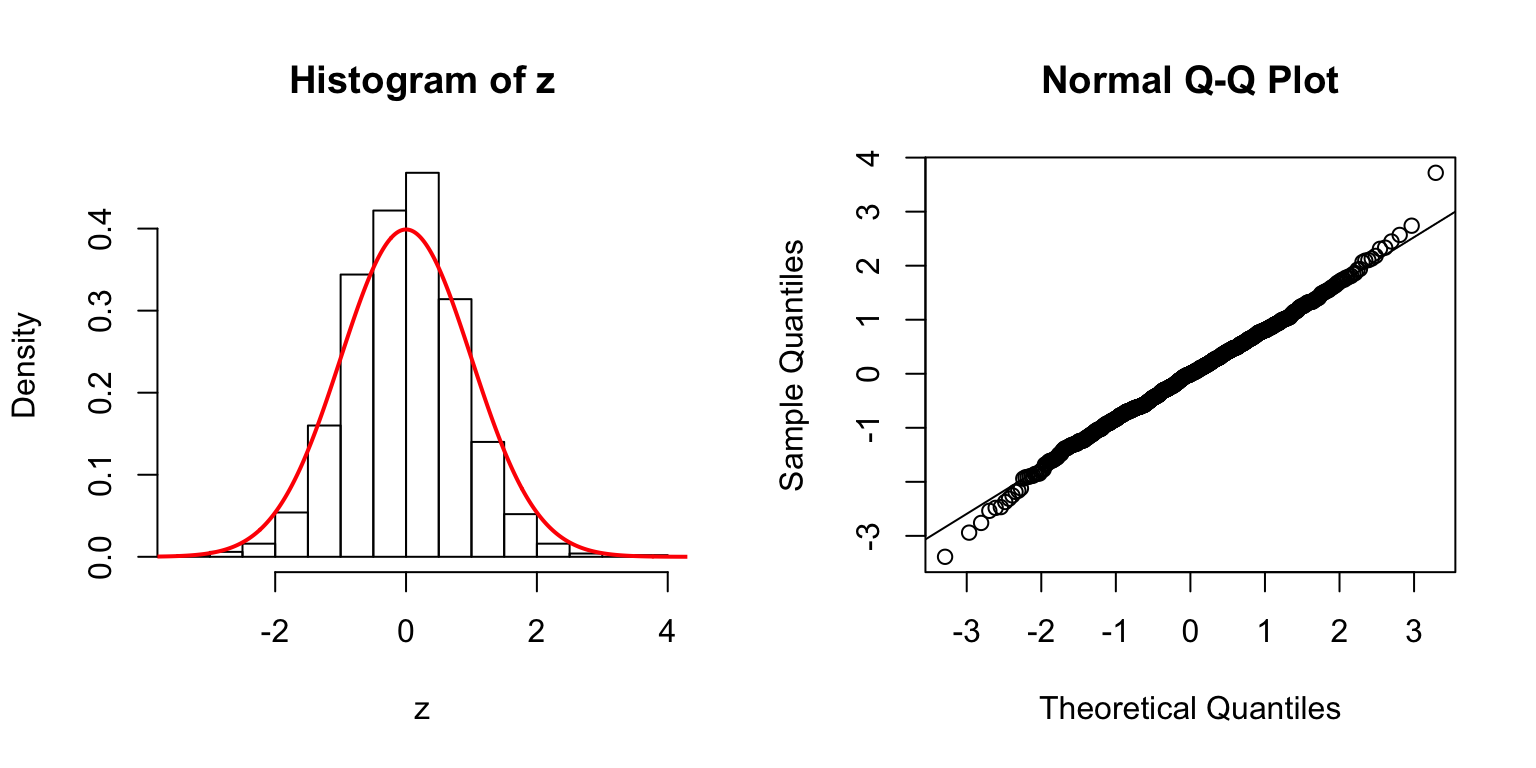 Histogram of z
Density
0.0 0.1 0.2 0.3 0.4
-2 0 2 4
z
Normal Q-Q Plot
Sample Quantiles
-3 -1 0 1 2 3 4
-3 -2 -1 0 1 2 3
Theoretical Quantiles